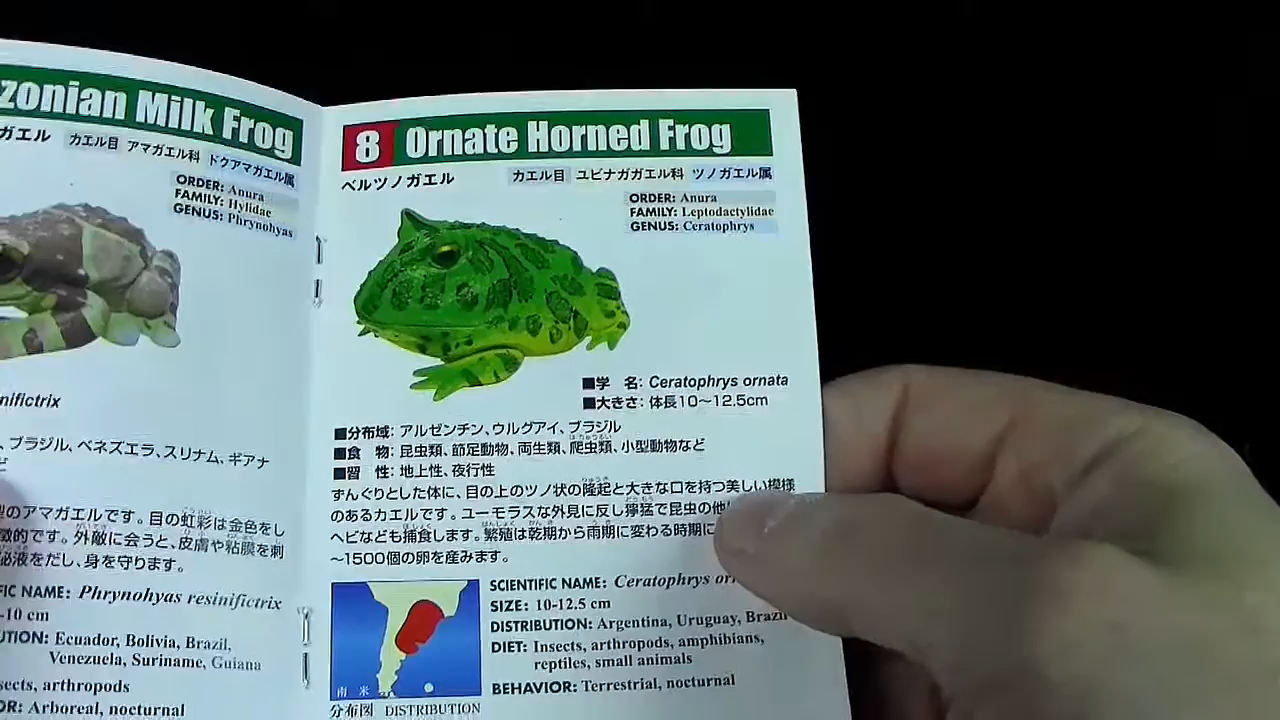 zonian Milk Frog
ガエル カエル目 アマガエル科 ドクアマガエル属
ORDER: Anura
FAMILY: Hylidae
GENUS: Phrynohyas
nifictrix
、ブラジル、ベネズエラ、スリナム、ギアナ
ど
のアマガエルです。目の虹彩は金色をし
徴的です。外敵に会うと、皮膚や粘膜を刺
泌液をだし、身を守ります。
FIC NAME: Phrynohyas resinifictrix
-10 cm
UTION: Ecuador, Bolivia, Brazil,
Venezuela, Suriname, Guiana
sects, arthropods
OR: Arboreal, nocturnal
8 Ornate Horned Frog
ベルツノガエル カエル目 ユビナガガエル科 ツノガエル属
ORDER: Anura
FAMILY: Leptodactylidae
GENUS: Ceratophrys
■学 名: Ceratophrys ornata
■大きさ: 体長10〜12.5cm
■分布域: アルゼンチン、ウルグアイ、ブラジル
■食 物: 昆虫類、節足動物、両生類、爬虫類、小型動物など
■習 性: 地上性、夜行性
ずんぐりとした体に、目の上のツノ状の隆起と大きな口を持つ美しい模様
のあるカエルです。ユーモラスな外見に反し獰猛で昆虫の他
ヘビなども捕食します。繁殖は乾期から雨期に変わる時期に
〜1500個の卵を産みます。
SCIENTIFIC NAME: Ceratophrys or
SIZE: 10-12.5 cm
DISTRIBUTION: Argentina, Uruguay, Brazil
DIET: Insects, arthropods, amphibians,
reptiles, small animals
BEHAVIOR: Terrestrial, nocturnal
南 米
分布図 DISTRIBUTION